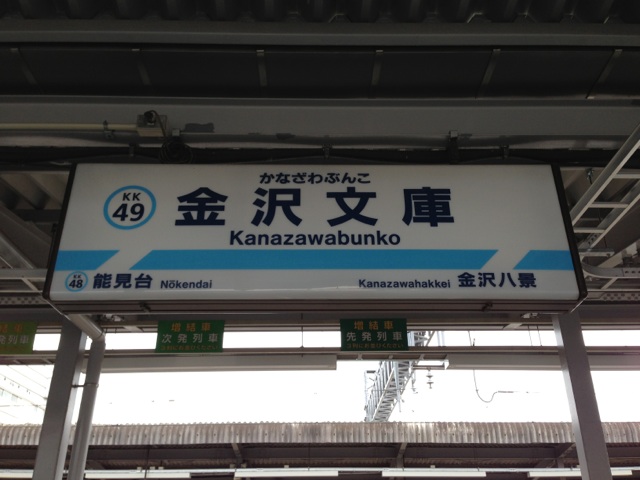 かなざわぶんこ
KK
49
金沢文庫
Kanazawabunko
KK
48
能見台 Nōkendai
Kanazawahakkei 金沢八景
増結車
次発列車
増結車
先発列車